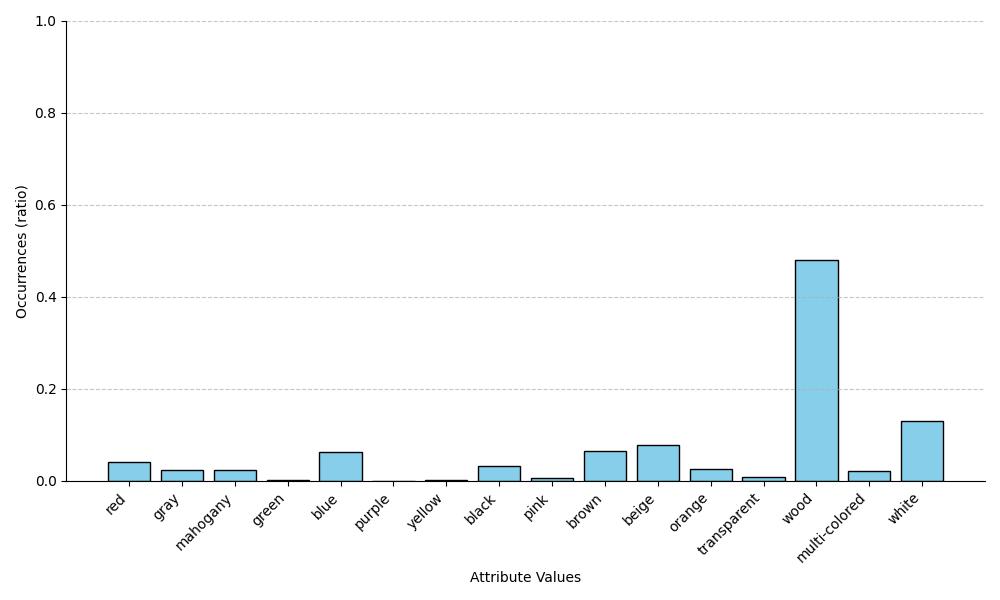 1.0
0.8
0.6
0.4
0.2
0.0
Occurrences (ratio)
red
gray
mahogany
green
blue
purple
yellow
black
pink
brown
beige
orange
transparent
wood
multi-colored
white
Attribute Values